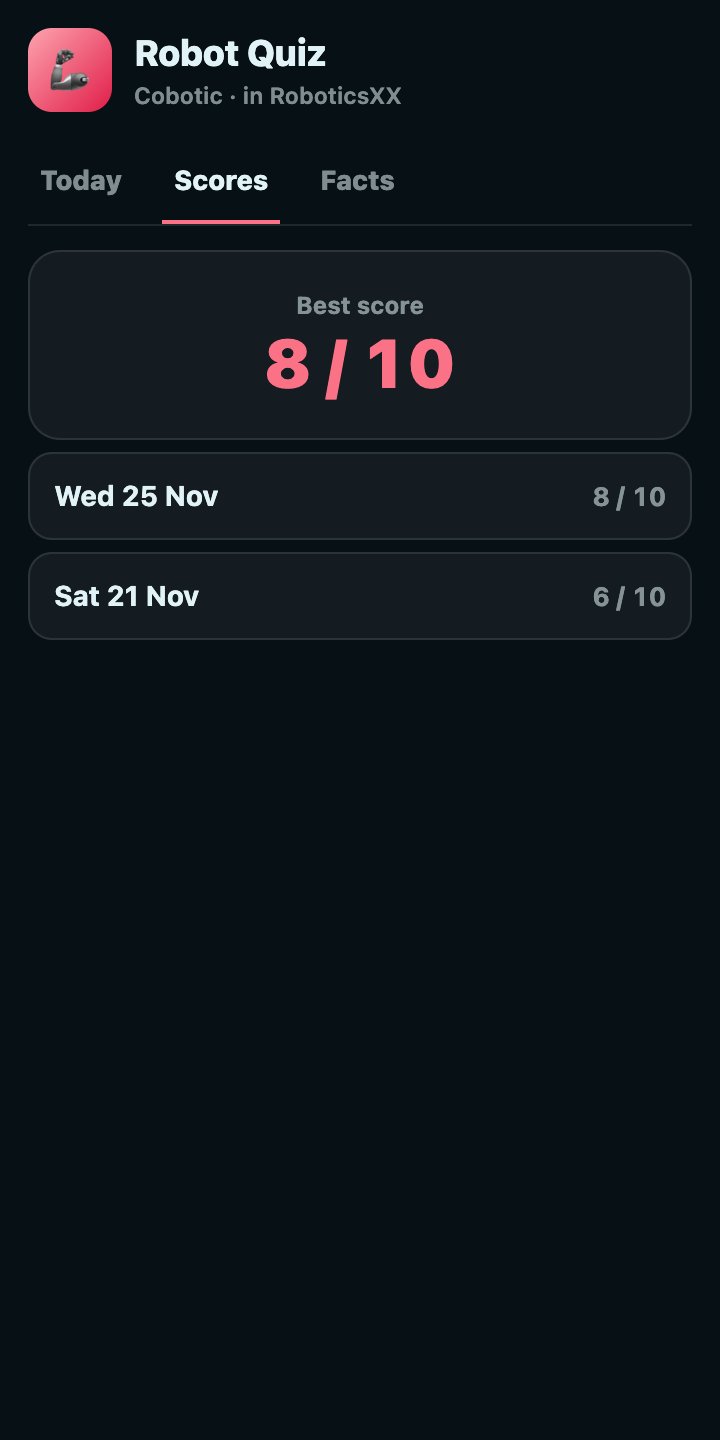 Robot Quiz
Cobotic · in RoboticsXX
Today Scores Facts
Best score
8 / 10
Wed 25 Nov 8 / 10
Sat 21 Nov 6 / 10